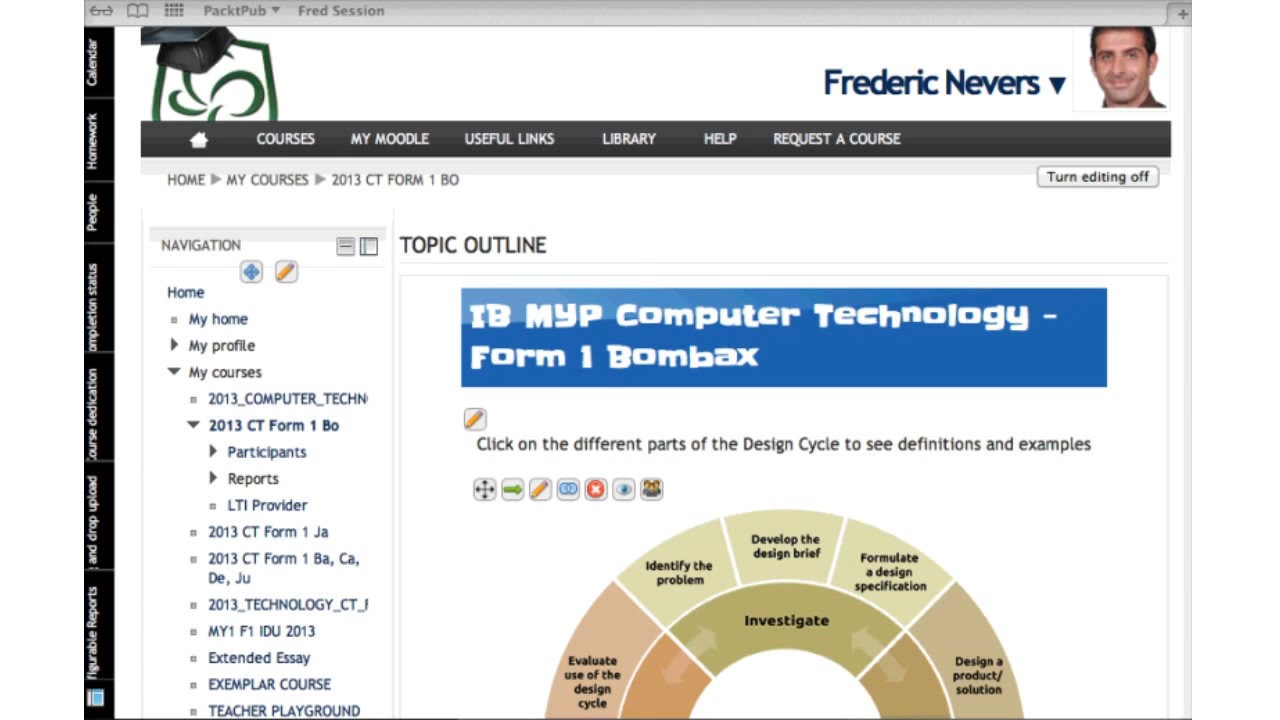 PacktPub ▼ Fred Session
Calendar
Homework
People
ompletion status
ourse dedication
and drop upload
figurable Reports
Frederic Nevers ▼
COURSES MY MOODLE USEFUL LINKS LIBRARY HELP REQUEST A COURSE
HOME ▶ MY COURSES ▶ 2013 CT FORM 1 BO
Turn editing off
NAVIGATION
Home
My home
My profile
My courses
2013_COMPUTER_TECHN
2013 CT Form 1 Bo
Participants
Reports
LTI Provider
2013 CT Form 1 Ja
2013 CT Form 1 Ba, Ca,
De, Ju
2013_TECHNOLOGY_CT_F
MY1 F1 IDU 2013
Extended Essay
EXEMPLAR COURSE
TEACHER PLAYGROUND
TOPIC OUTLINE
IB MYP Computer Technology -
Form 1 Bombax
Click on the different parts of the Design Cycle to see definitions and examples
Identify the
problem
Develop the
design brief
Formulate
a design
specification
Investigate
Evaluate
use of the
design
cycle
Design a
product/
solution